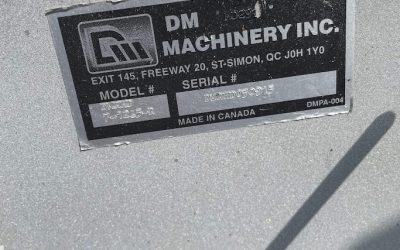 DM
MACHINERY INC.
EXIT 145, FREEWAY 20, ST-SIMON, QC J0H 1Y0
MODEL # SERIAL #
MADE IN CANADA DMPA-004